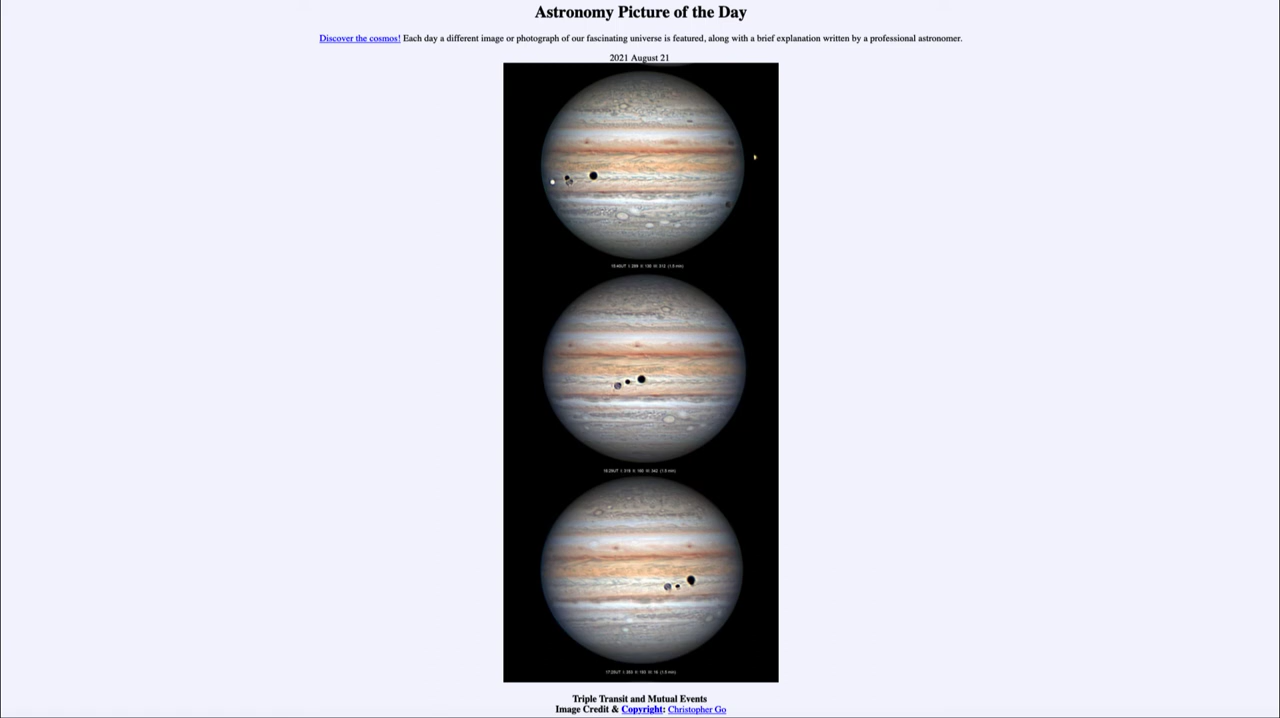 Astronomy Picture of the Day
Discover the cosmos! Each day a different image or photograph of our fascinating universe is featured, along with a brief explanation written by a professional astronomer.
2021 August 21
Triple Transit and Mutual Events
Image Credit & Copyright: Christopher Go